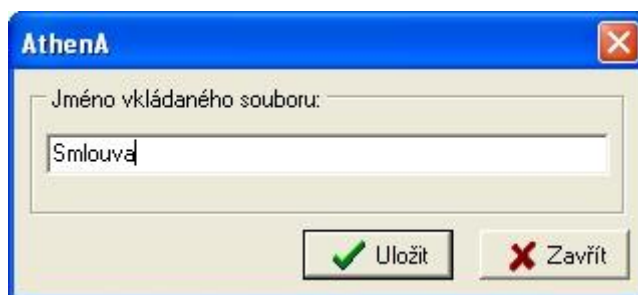 AthenA
Jméno vkládaného souboru:
Smlouva
Uložit
Zavřít